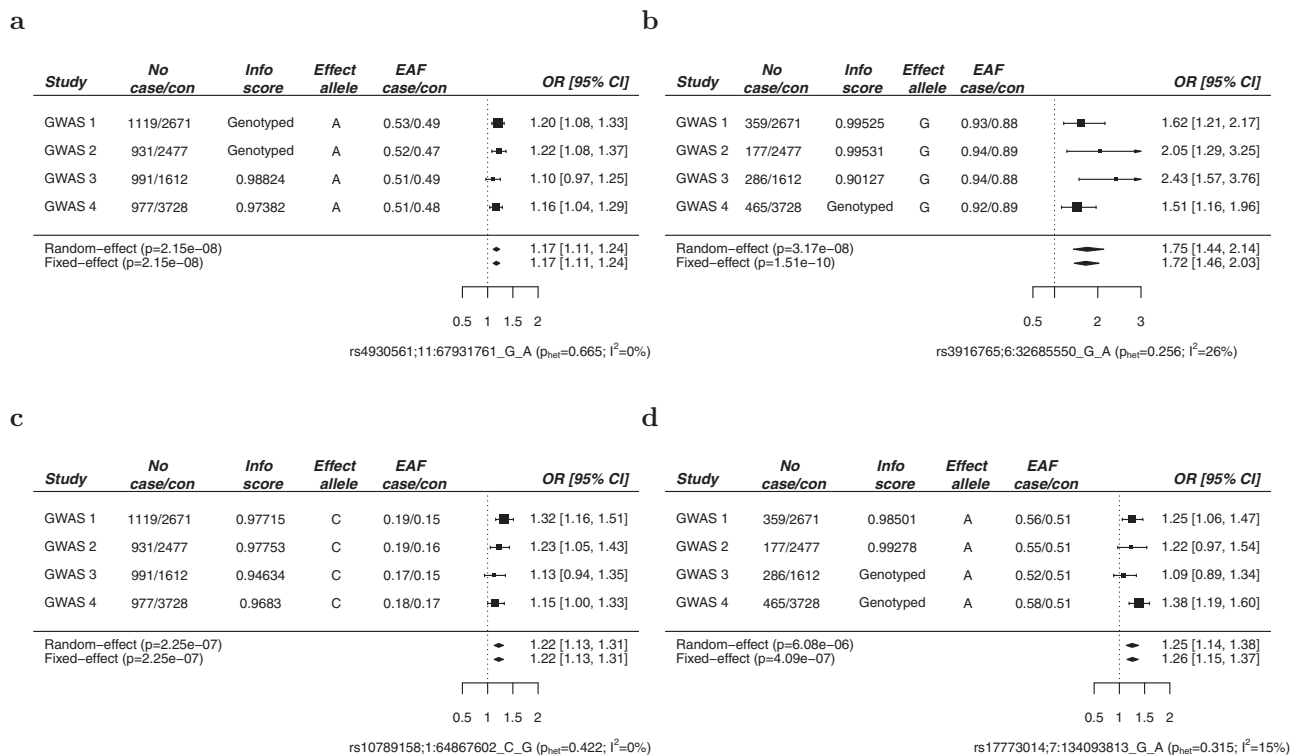 a
Study No case/con Info score Effect allele EAF case/con OR [95% CI]
GWAS 1 1119/2671 Genotyped A 0.53/0.49 1.20 [1.08, 1.33]
GWAS 2 931/2477 Genotyped A 0.52/0.47 1.22 [1.08, 1.37]
GWAS 3 991/1612 0.98824 A 0.51/0.49 1.10 [0.97, 1.25]
GWAS 4 977/3728 0.97382 A 0.51/0.48 1.16 [1.04, 1.29]
Random−effect (p=2.15e−08) 1.17 [1.11, 1.24]
Fixed−effect (p=2.15e−08) 1.17 [1.11, 1.24]
0.5 1 1.5 2
rs4930561;11:67931761_G_A (phet=0.665; I²=0%)
b
Study No case/con Info score Effect allele EAF case/con OR [95% CI]
GWAS 1 359/2671 0.99525 G 0.93/0.88 1.62 [1.21, 2.17]
GWAS 2 177/2477 0.99531 G 0.94/0.89 2.05 [1.29, 3.25]
GWAS 3 286/1612 0.90127 G 0.94/0.88 2.43 [1.57, 3.76]
GWAS 4 465/3728 Genotyped G 0.92/0.89 1.51 [1.16, 1.96]
Random−effect (p=3.17e−08) 1.75 [1.44, 2.14]
Fixed−effect (p=1.51e−10) 1.72 [1.46, 2.03]
0.5 2 3
rs3916765;6:32685550_G_A (phet=0.256; I²=26%)
c
Study No case/con Info score Effect allele EAF case/con OR [95% CI]
GWAS 1 1119/2671 0.97715 C 0.19/0.15 1.32 [1.16, 1.51]
GWAS 2 931/2477 0.97753 C 0.19/0.16 1.23 [1.05, 1.43]
GWAS 3 991/1612 0.94634 C 0.17/0.15 1.13 [0.94, 1.35]
GWAS 4 977/3728 0.9683 C 0.18/0.17 1.15 [1.00, 1.33]
Random−effect (p=2.25e−07) 1.22 [1.13, 1.31]
Fixed−effect (p=2.25e−07) 1.22 [1.13, 1.31]
0.5 1 1.5 2
rs10789158;1:64867602_C_G (phet=0.422; I²=0%)
d
Study No case/con Info score Effect allele EAF case/con OR [95% CI]
GWAS 1 359/2671 0.98501 A 0.56/0.51 1.25 [1.06, 1.47]
GWAS 2 177/2477 0.99278 A 0.55/0.51 1.22 [0.97, 1.54]
GWAS 3 286/1612 Genotyped A 0.52/0.51 1.09 [0.89, 1.34]
GWAS 4 465/3728 Genotyped A 0.58/0.51 1.38 [1.19, 1.60]
Random−effect (p=6.08e−06) 1.25 [1.14, 1.38]
Fixed−effect (p=4.09e−07) 1.26 [1.15, 1.37]
0.5 1 1.5 2
rs17773014;7:134093813_G_A (phet=0.315; I²=15%)